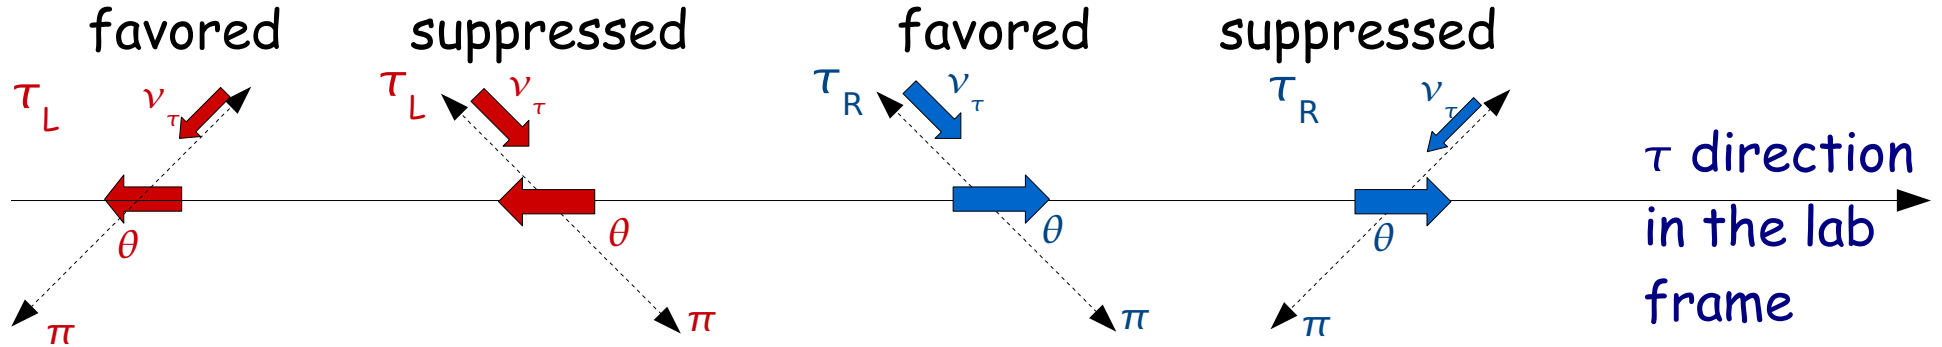 favored suppressed favored suppressed
τL ντ τL ντ τR ντ τR ντ
τ direction
in the lab
frame
θ θ θ θ
π π π π